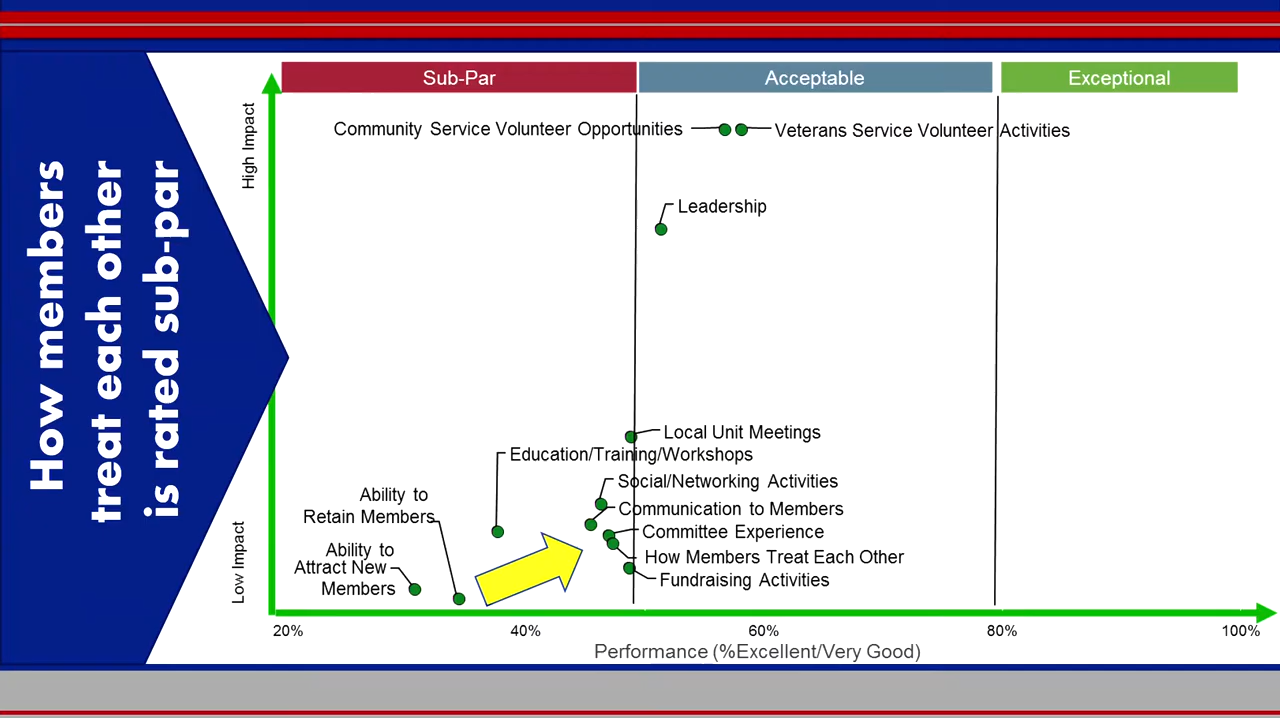 How members
treat each other
is rated sub-par
Sub-Par
Acceptable
Exceptional
High Impact
Community Service Volunteer Opportunities
Veterans Service Volunteer Activities
Leadership
Local Unit Meetings
Education/Training/Workshops
Social/Networking Activities
Ability to
Retain Members
Communication to Members
Committee Experience
Ability to
Attract New
Members
How Members Treat Each Other
Fundraising Activities
Low Impact
20%
40%
60%
80%
100%
Performance (%Excellent/Very Good)